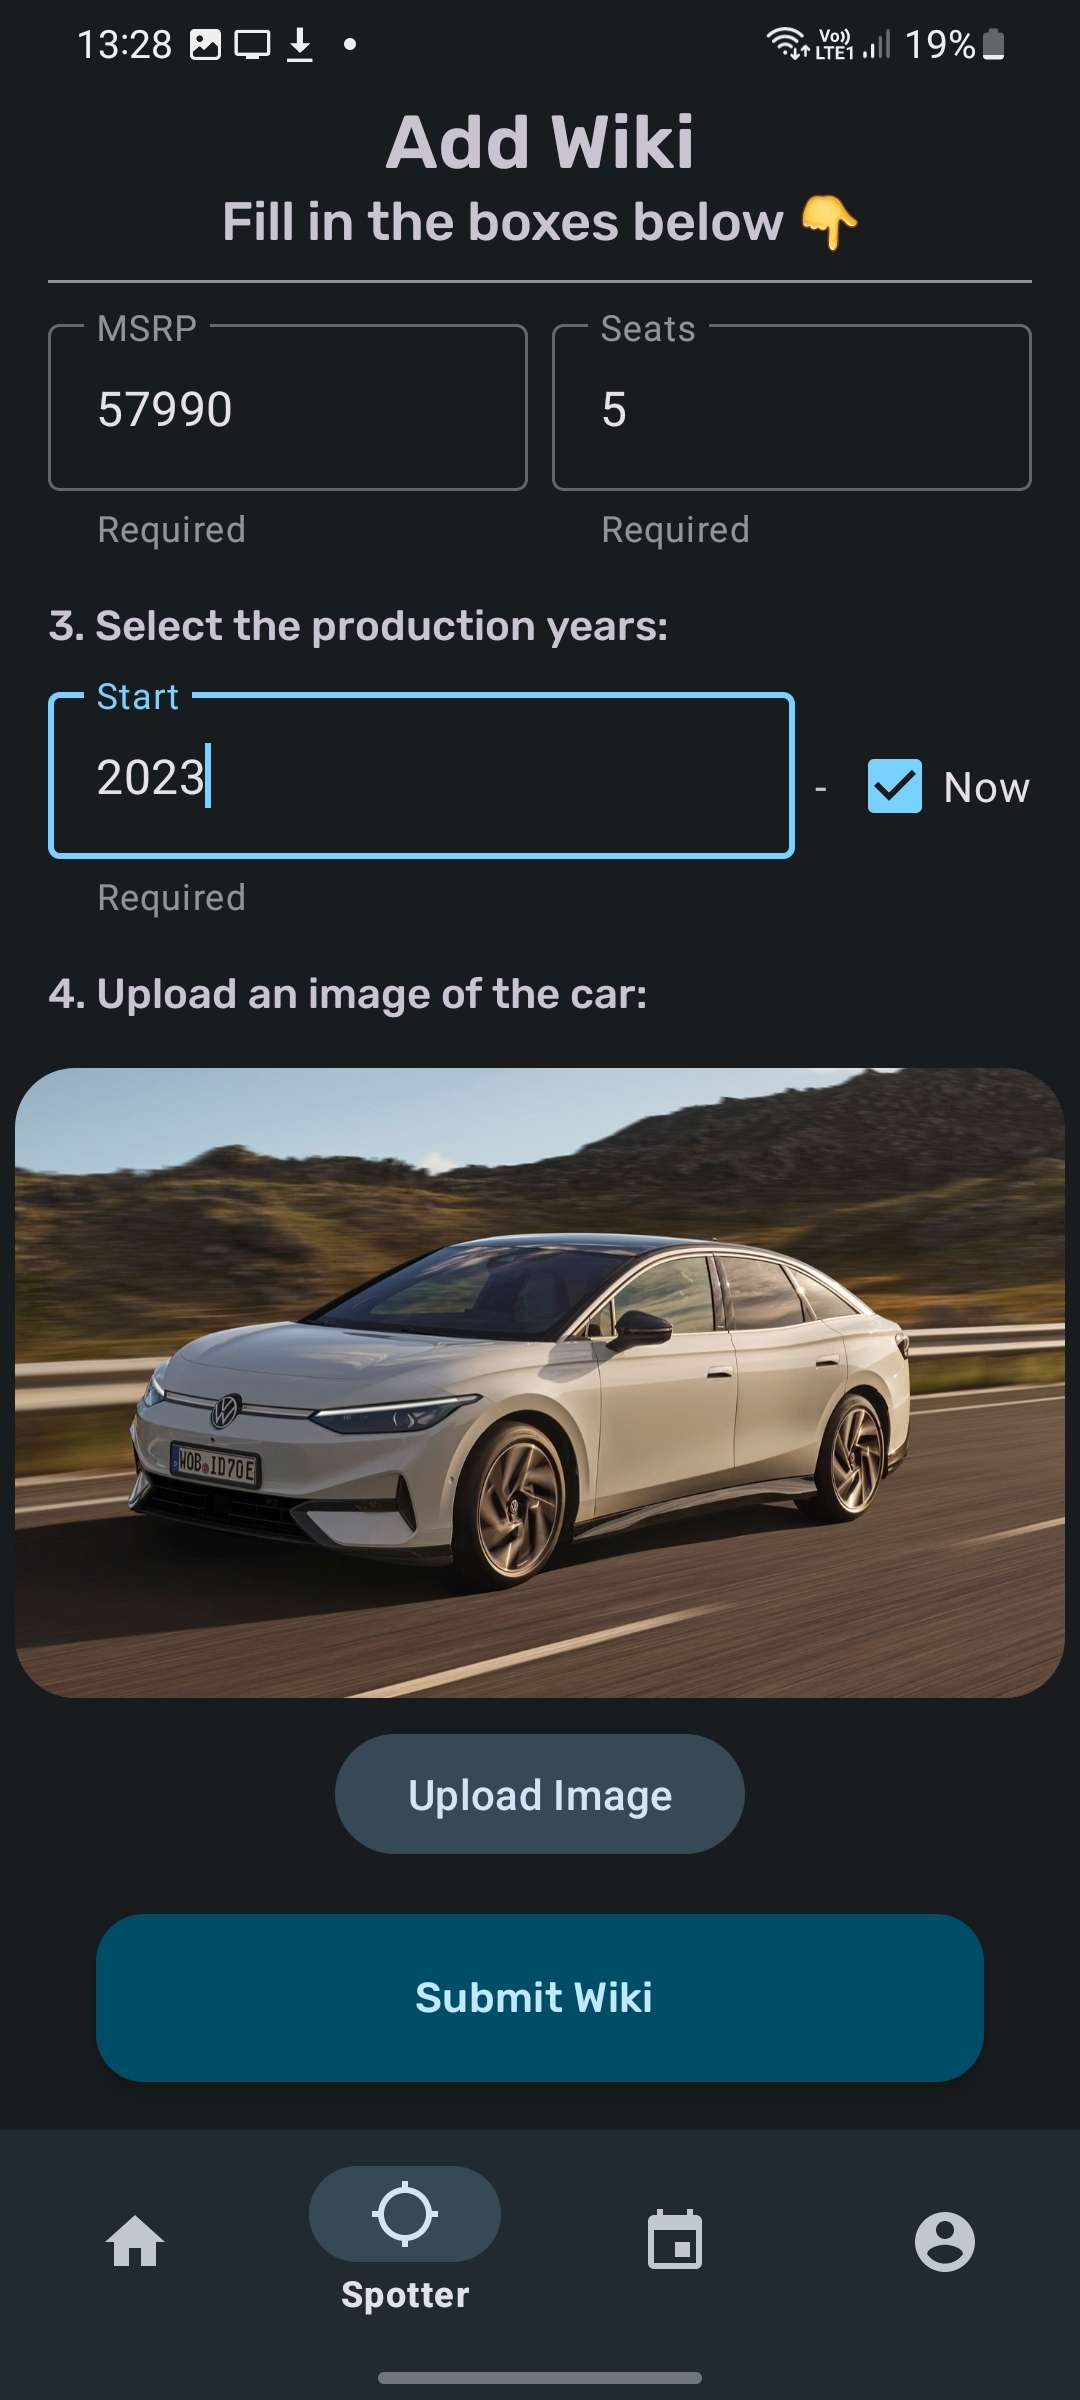 13:28
Vo))
LTE1
19%
Add Wiki
Fill in the boxes below 👇
MSRP
Seats
57990
5
Required
Required
3. Select the production years:
Start
2023
- Now
Required
4. Upload an image of the car:
WOB ID70E
Upload Image
Submit Wiki
Spotter